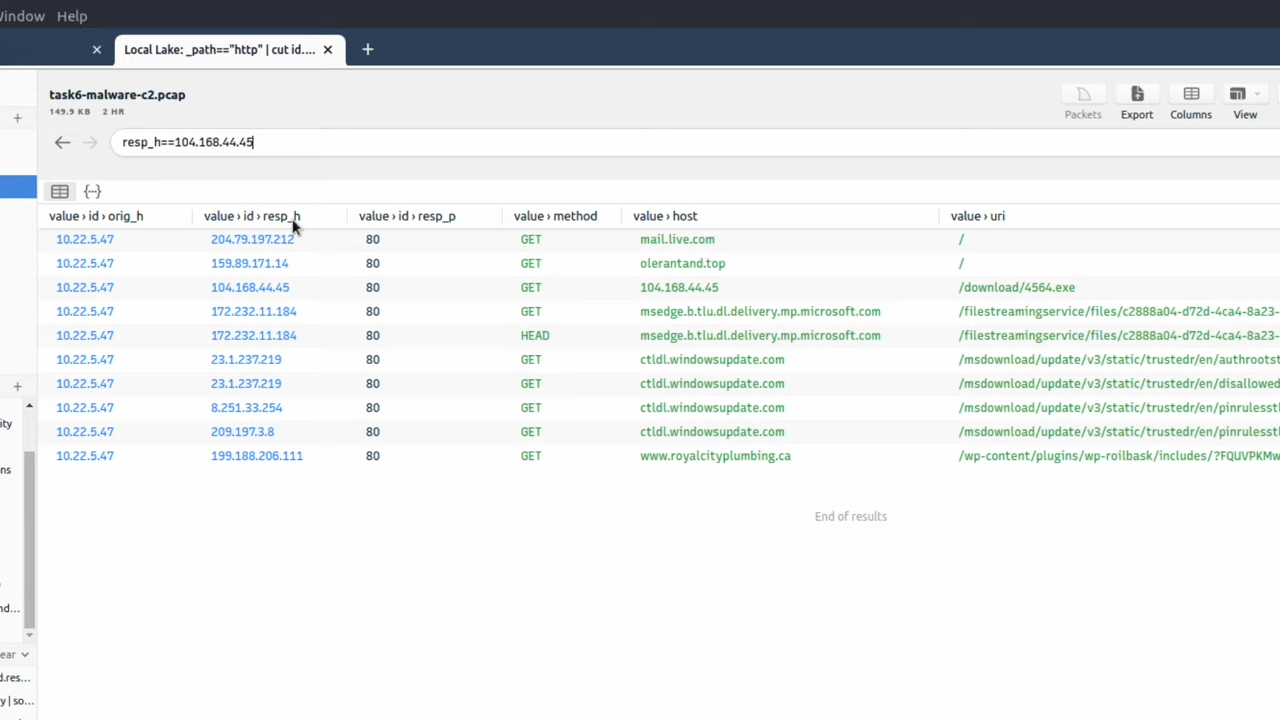 Window Help
Local Lake: _path=="http" | cut id....
task6-malware-c2.pcap
149.9 KB 2 HR
Packets Export Columns View
resp_h==104.168.44.45
value › id › orig_h value › id › resp_h value › id › resp_p value › method value › host value › uri
10.22.5.47 204.79.197.212 80 GET mail.live.com /
10.22.5.47 159.89.171.14 80 GET olerantand.top /
10.22.5.47 104.168.44.45 80 GET 104.168.44.45 /download/4564.exe
10.22.5.47 172.232.11.184 80 GET msedge.b.tlu.dl.delivery.mp.microsoft.com /filestreamingservice/files/c2888a04-d72d-4ca4-8a23-
10.22.5.47 172.232.11.184 80 HEAD msedge.b.tlu.dl.delivery.mp.microsoft.com /filestreamingservice/files/c2888a04-d72d-4ca4-8a23-
10.22.5.47 23.1.237.219 80 GET ctldl.windowsupdate.com /msdownload/update/v3/static/trustedr/en/authrootst
10.22.5.47 23.1.237.219 80 GET ctldl.windowsupdate.com /msdownload/update/v3/static/trustedr/en/disallowed
10.22.5.47 8.251.33.254 80 GET ctldl.windowsupdate.com /msdownload/update/v3/static/trustedr/en/pinrulesstl
ity
10.22.5.47 209.197.3.8 80 GET ctldl.windowsupdate.com /msdownload/update/v3/static/trustedr/en/pinrulesstl
10.22.5.47 199.188.206.111 80 GET www.royalcityplumbing.ca /wp-content/plugins/wp-roilbask/includes/?FQUVPKMw
ns
End of results
nd...
ear
d.res...
y | so...